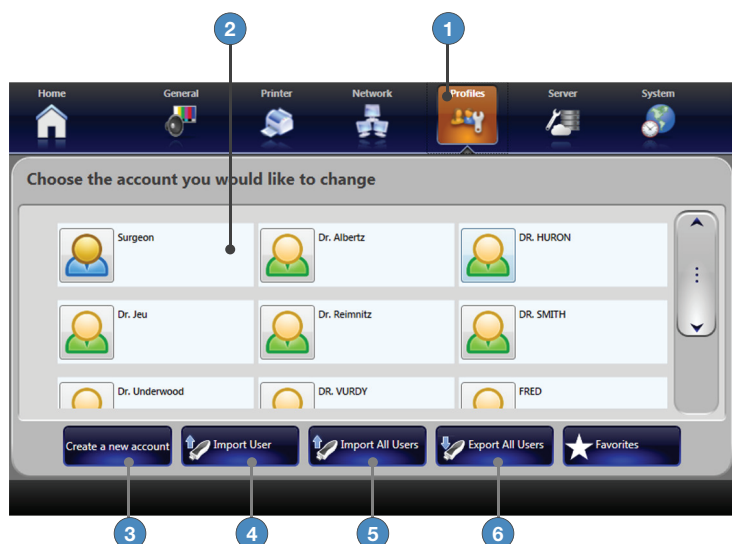 2 1
Home General Printer Network Profiles Server System
Choose the account you would like to change
Surgeon Dr. Albertz DR. HURON
Dr. Jeu Dr. Reimnitz DR. SMITH
Dr. Underwood DR. VURDY FRED
Create a new account Import User Import All Users Export All Users Favorites
3 4 5 6